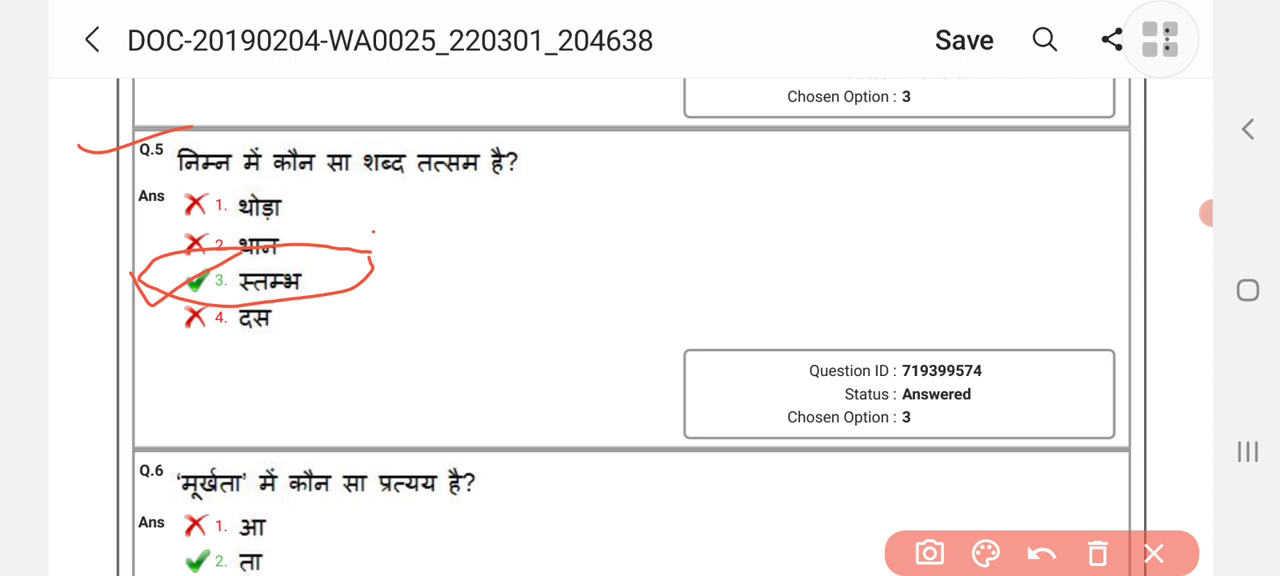 DOC-20190204-WA0025_220301_204638 Save
Chosen Option : 3
Q.5 निम्न में कौन सा शब्द तत्सम है?
Ans 1. थोड़ा
2. थान
3. स्तम्भ
4. दस
Question ID : 719399574
Status : Answered
Chosen Option : 3
Q.6 'मूर्खता' में कौन सा प्रत्यय है?
Ans 1. आ
2. ता